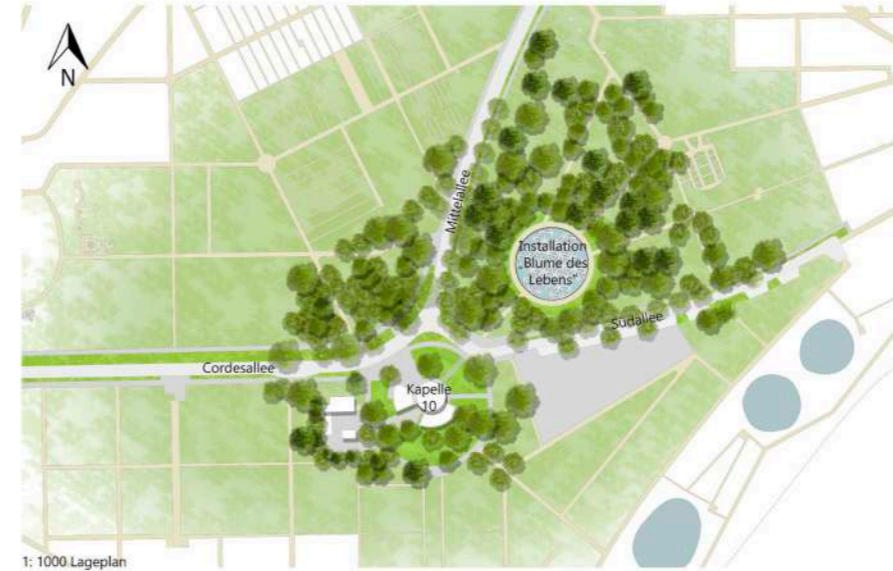 N
Mittelallee
Installation
„Blume des
Lebens"
Südallee
Cordesallee
Kapelle
10
1: 1000 Lageplan